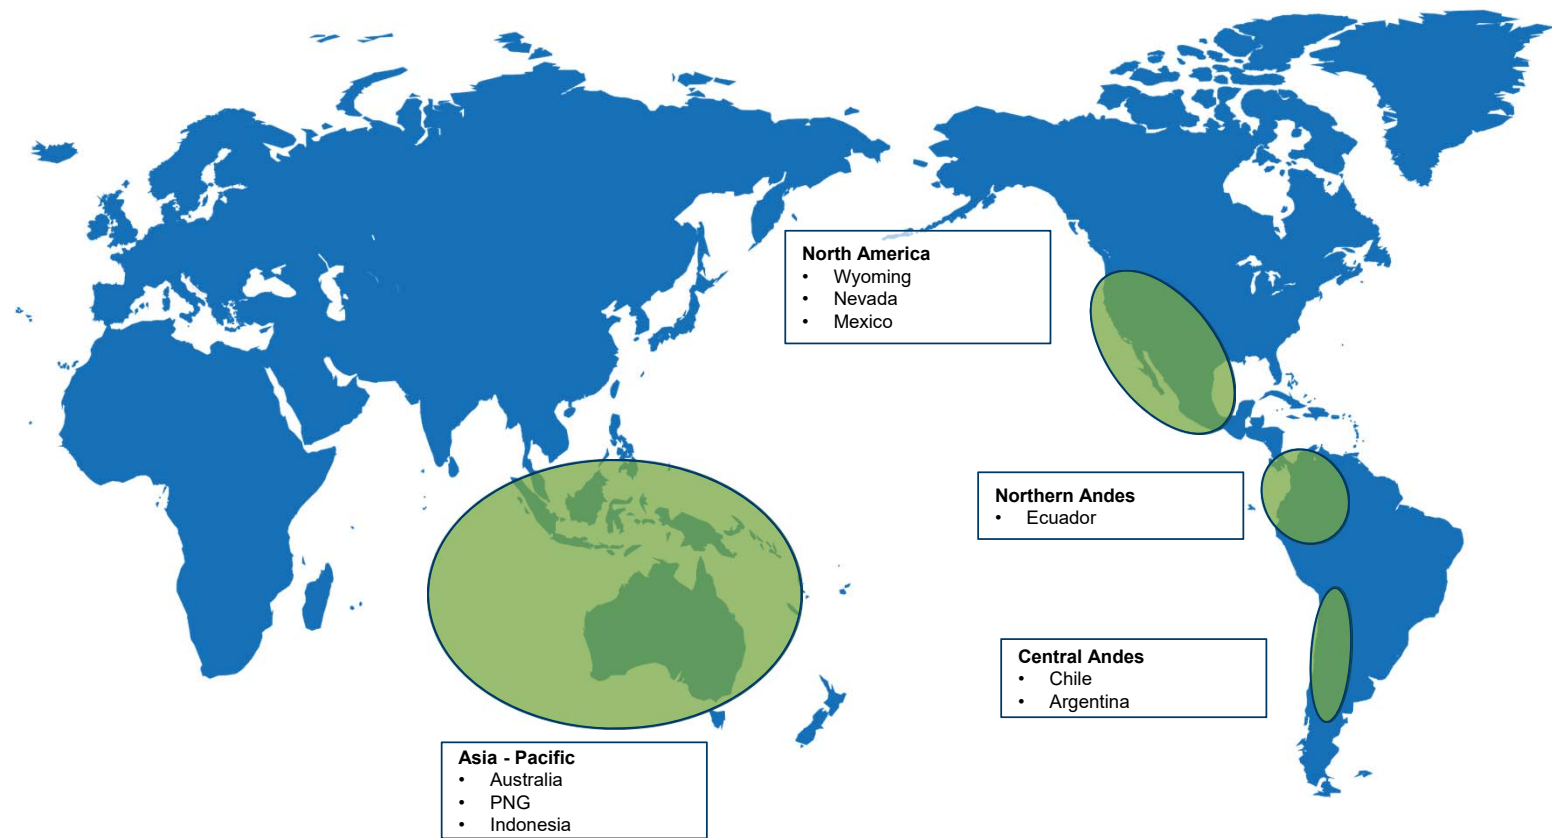 North America
• Wyoming
• Nevada
• Mexico
Northern Andes
• Ecuador
Central Andes
• Chile
• Argentina
Asia - Pacific
• Australia
• PNG
• Indonesia